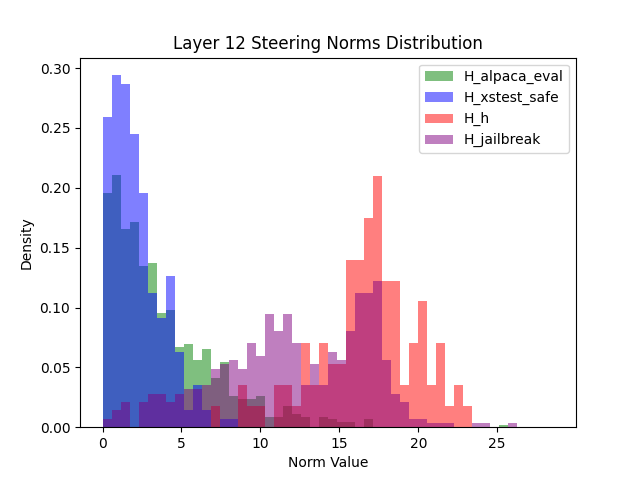 Layer 12 Steering Norms Distribution
0.30
0.25
0.20
0.15
0.10
0.05
0.00
Density
H_alpaca_eval
H_xstest_safe
H_h
H_jailbreak
0 5 10 15 20 25
Norm Value